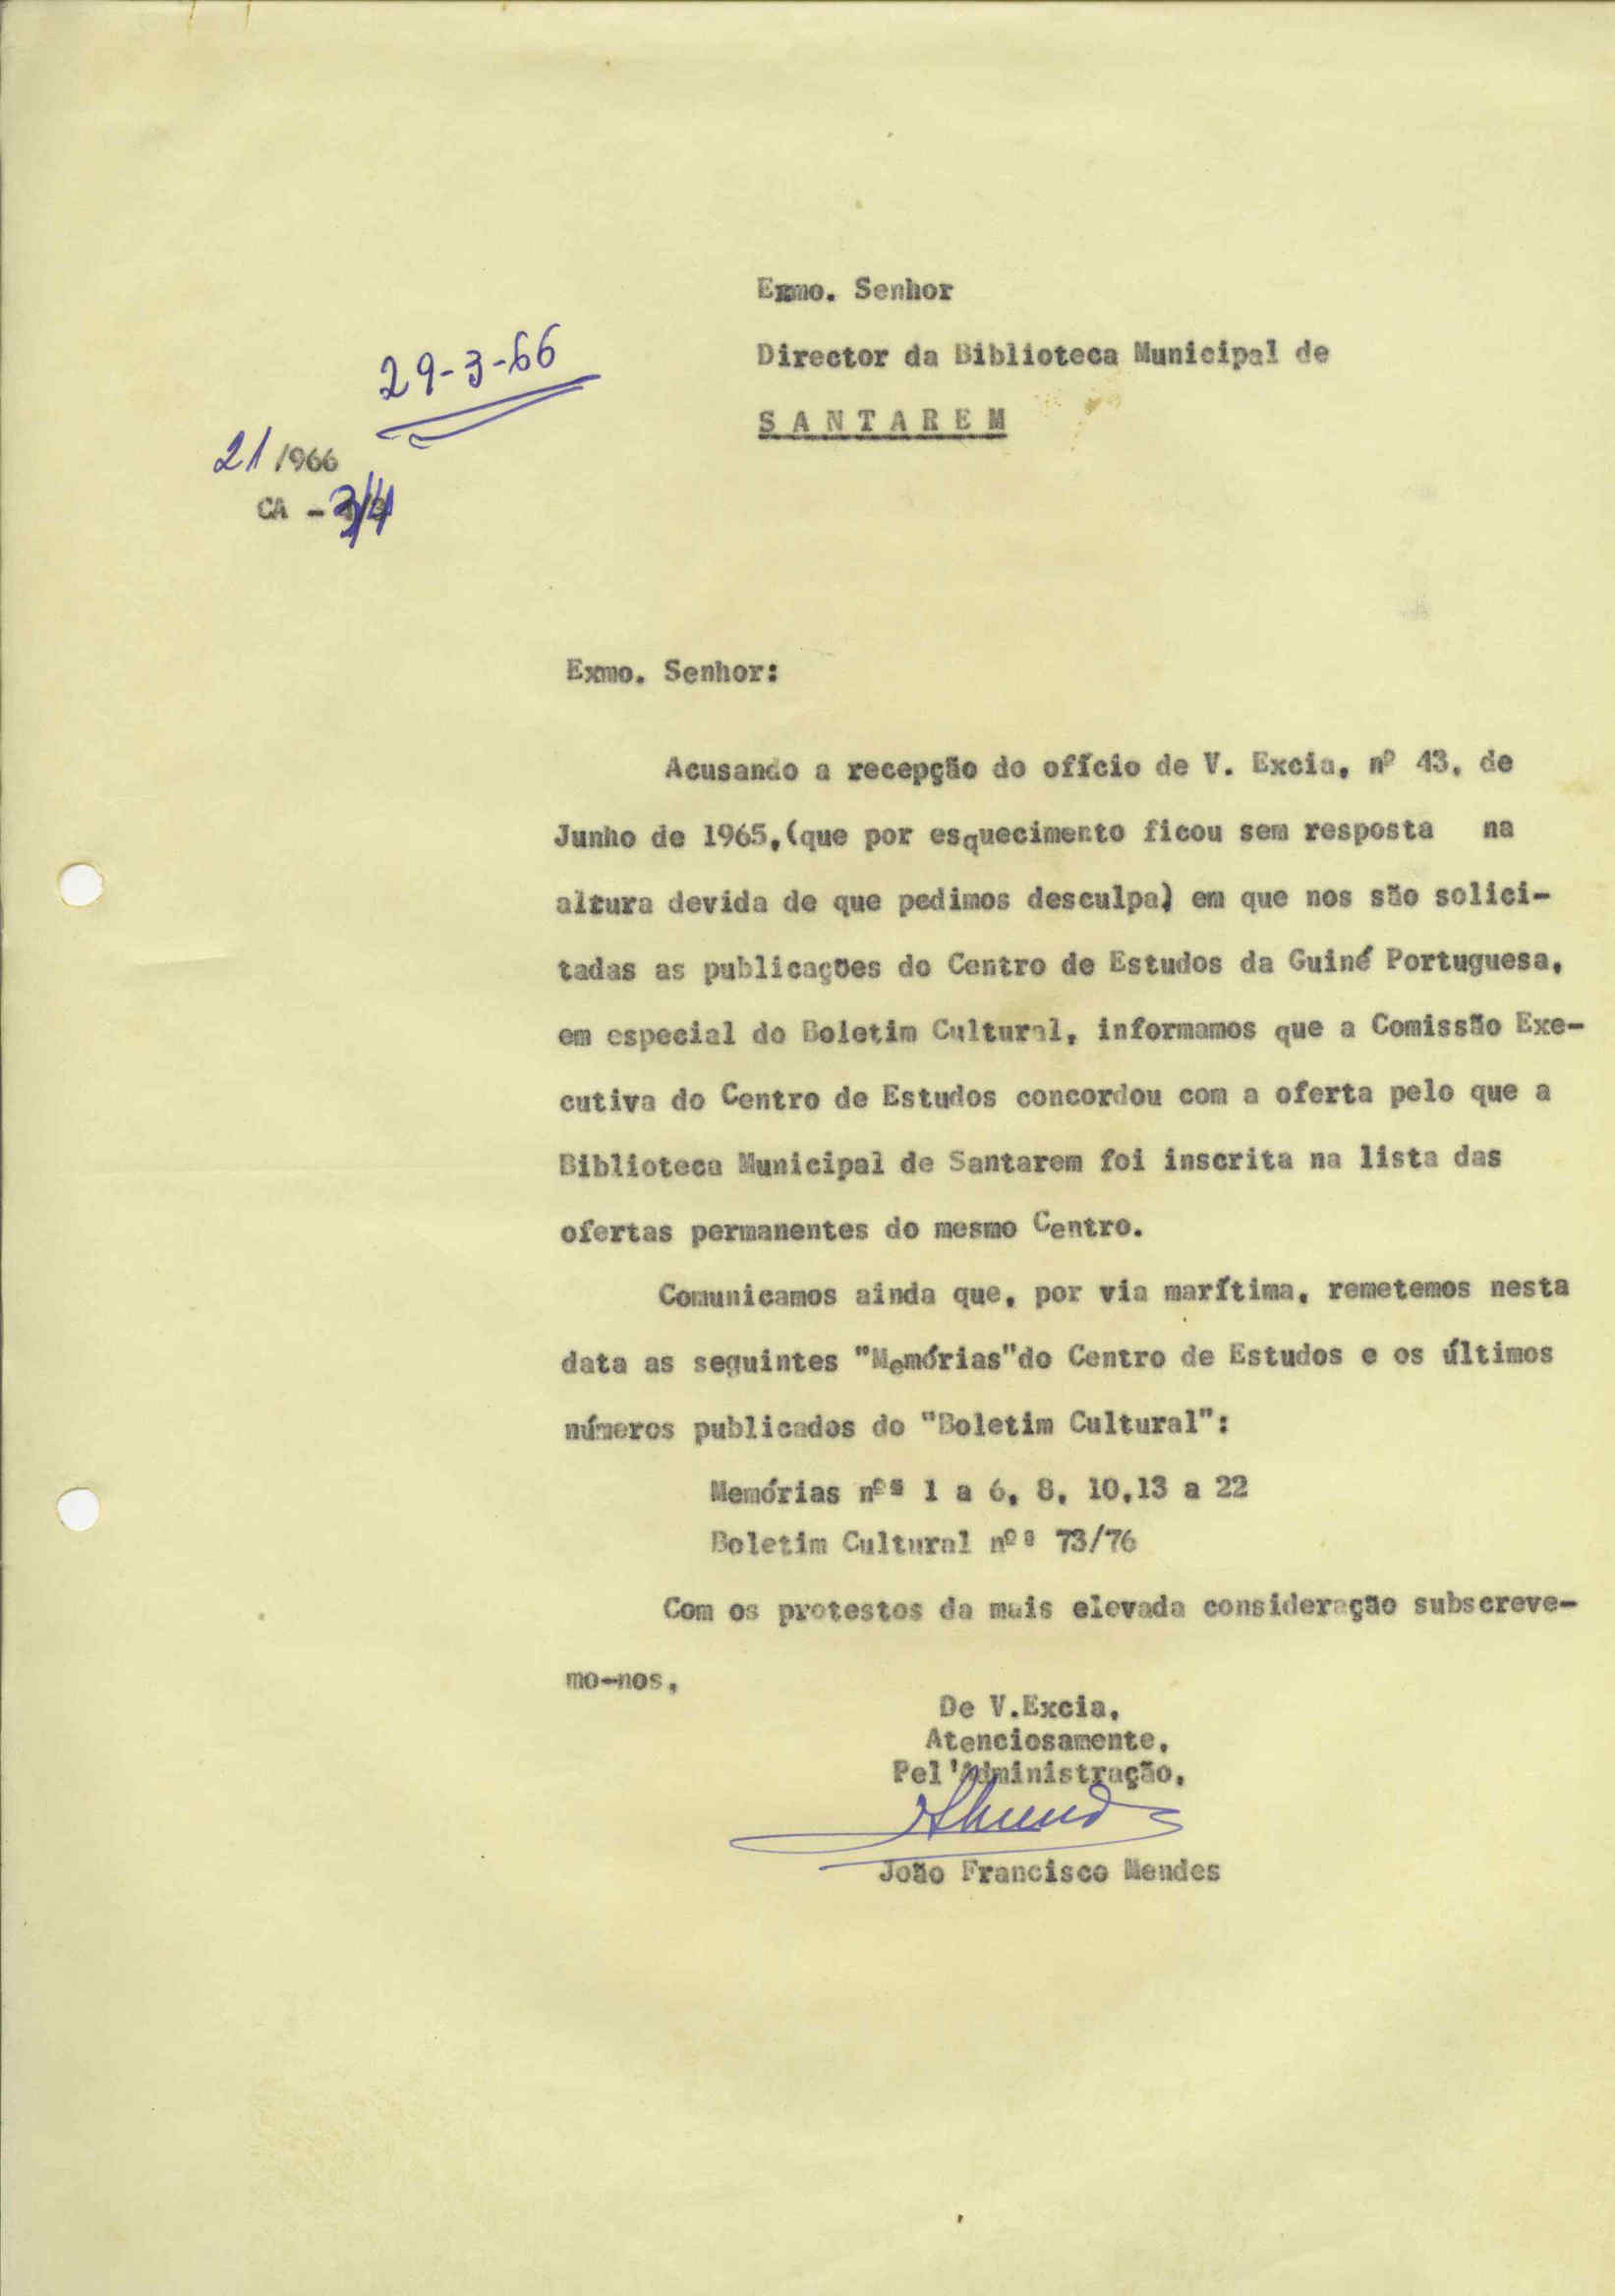 Exmo. Senhor
Director da Biblioteca Municipal de
S A N T A R E M
29-3-66
21/966
CA - 3/4
Exmo. Senhor:
Acusando a recepção do ofício de V. Excia, nº 43, de
Junho de 1965,(que por esquecimento ficou sem resposta na
altura devida de que pedimos desculpa) em que nos são solici-
tadas as publicações do Centro de Estudos da Guiné Portuguesa,
em especial do Boletim Cultural, informamos que a Comissão Exe-
cutiva do Centro de Estudos concordou com a oferta pelo que a
Biblioteca Municipal de Santarem foi inscrita na lista das
ofertas permanentes do mesmo Centro.
Comunicamos ainda que, por via marítima, remetemos nesta
data as seguintes "Memórias"do Centro de Estudos e os últimos
números publicados do "Boletim Cultural":
Memórias nºs 1 a 6, 8, 10,13 a 22
Boletim Cultural nºs 73/76
Com os protestos da mais elevada consideração subscreve-
mo-nos,
De V.Excia,
Atenciosamente,
Pel'Administração,
João Francisco Mendes